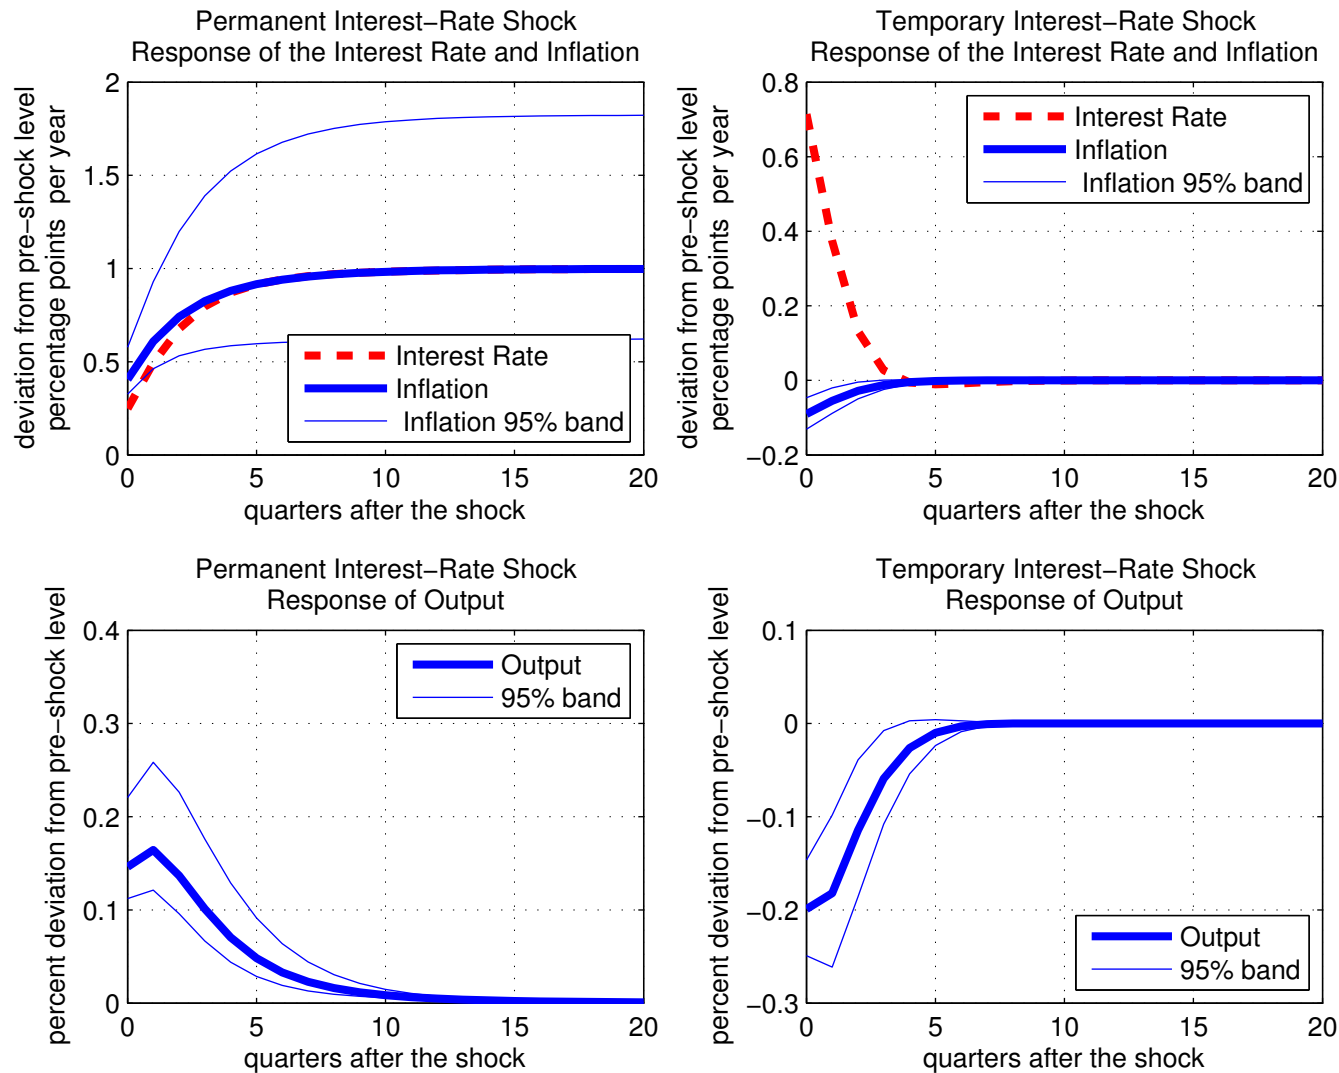 Permanent Interest−Rate Shock
Response of the Interest Rate and Inflation
deviation from pre−shock level
percentage points per year
2
1.5
1
0.5
0
Interest Rate
Inflation
Inflation 95% band
0 5 10 15 20
quarters after the shock
Temporary Interest−Rate Shock
Response of the Interest Rate and Inflation
deviation from pre−shock level
percentage points per year
0.8
0.6
0.4
0.2
0
−0.2
Interest Rate
Inflation
Inflation 95% band
0 5 10 15 20
quarters after the shock
Permanent Interest−Rate Shock
Response of Output
percent deviation from pre−shock level
0.4
0.3
0.2
0.1
0
Output
95% band
0 5 10 15 20
quarters after the shock
Temporary Interest−Rate Shock
Response of Output
percent deviation from pre−shock level
0.1
0
−0.1
−0.2
−0.3
Output
95% band
0 5 10 15 20
quarters after the shock